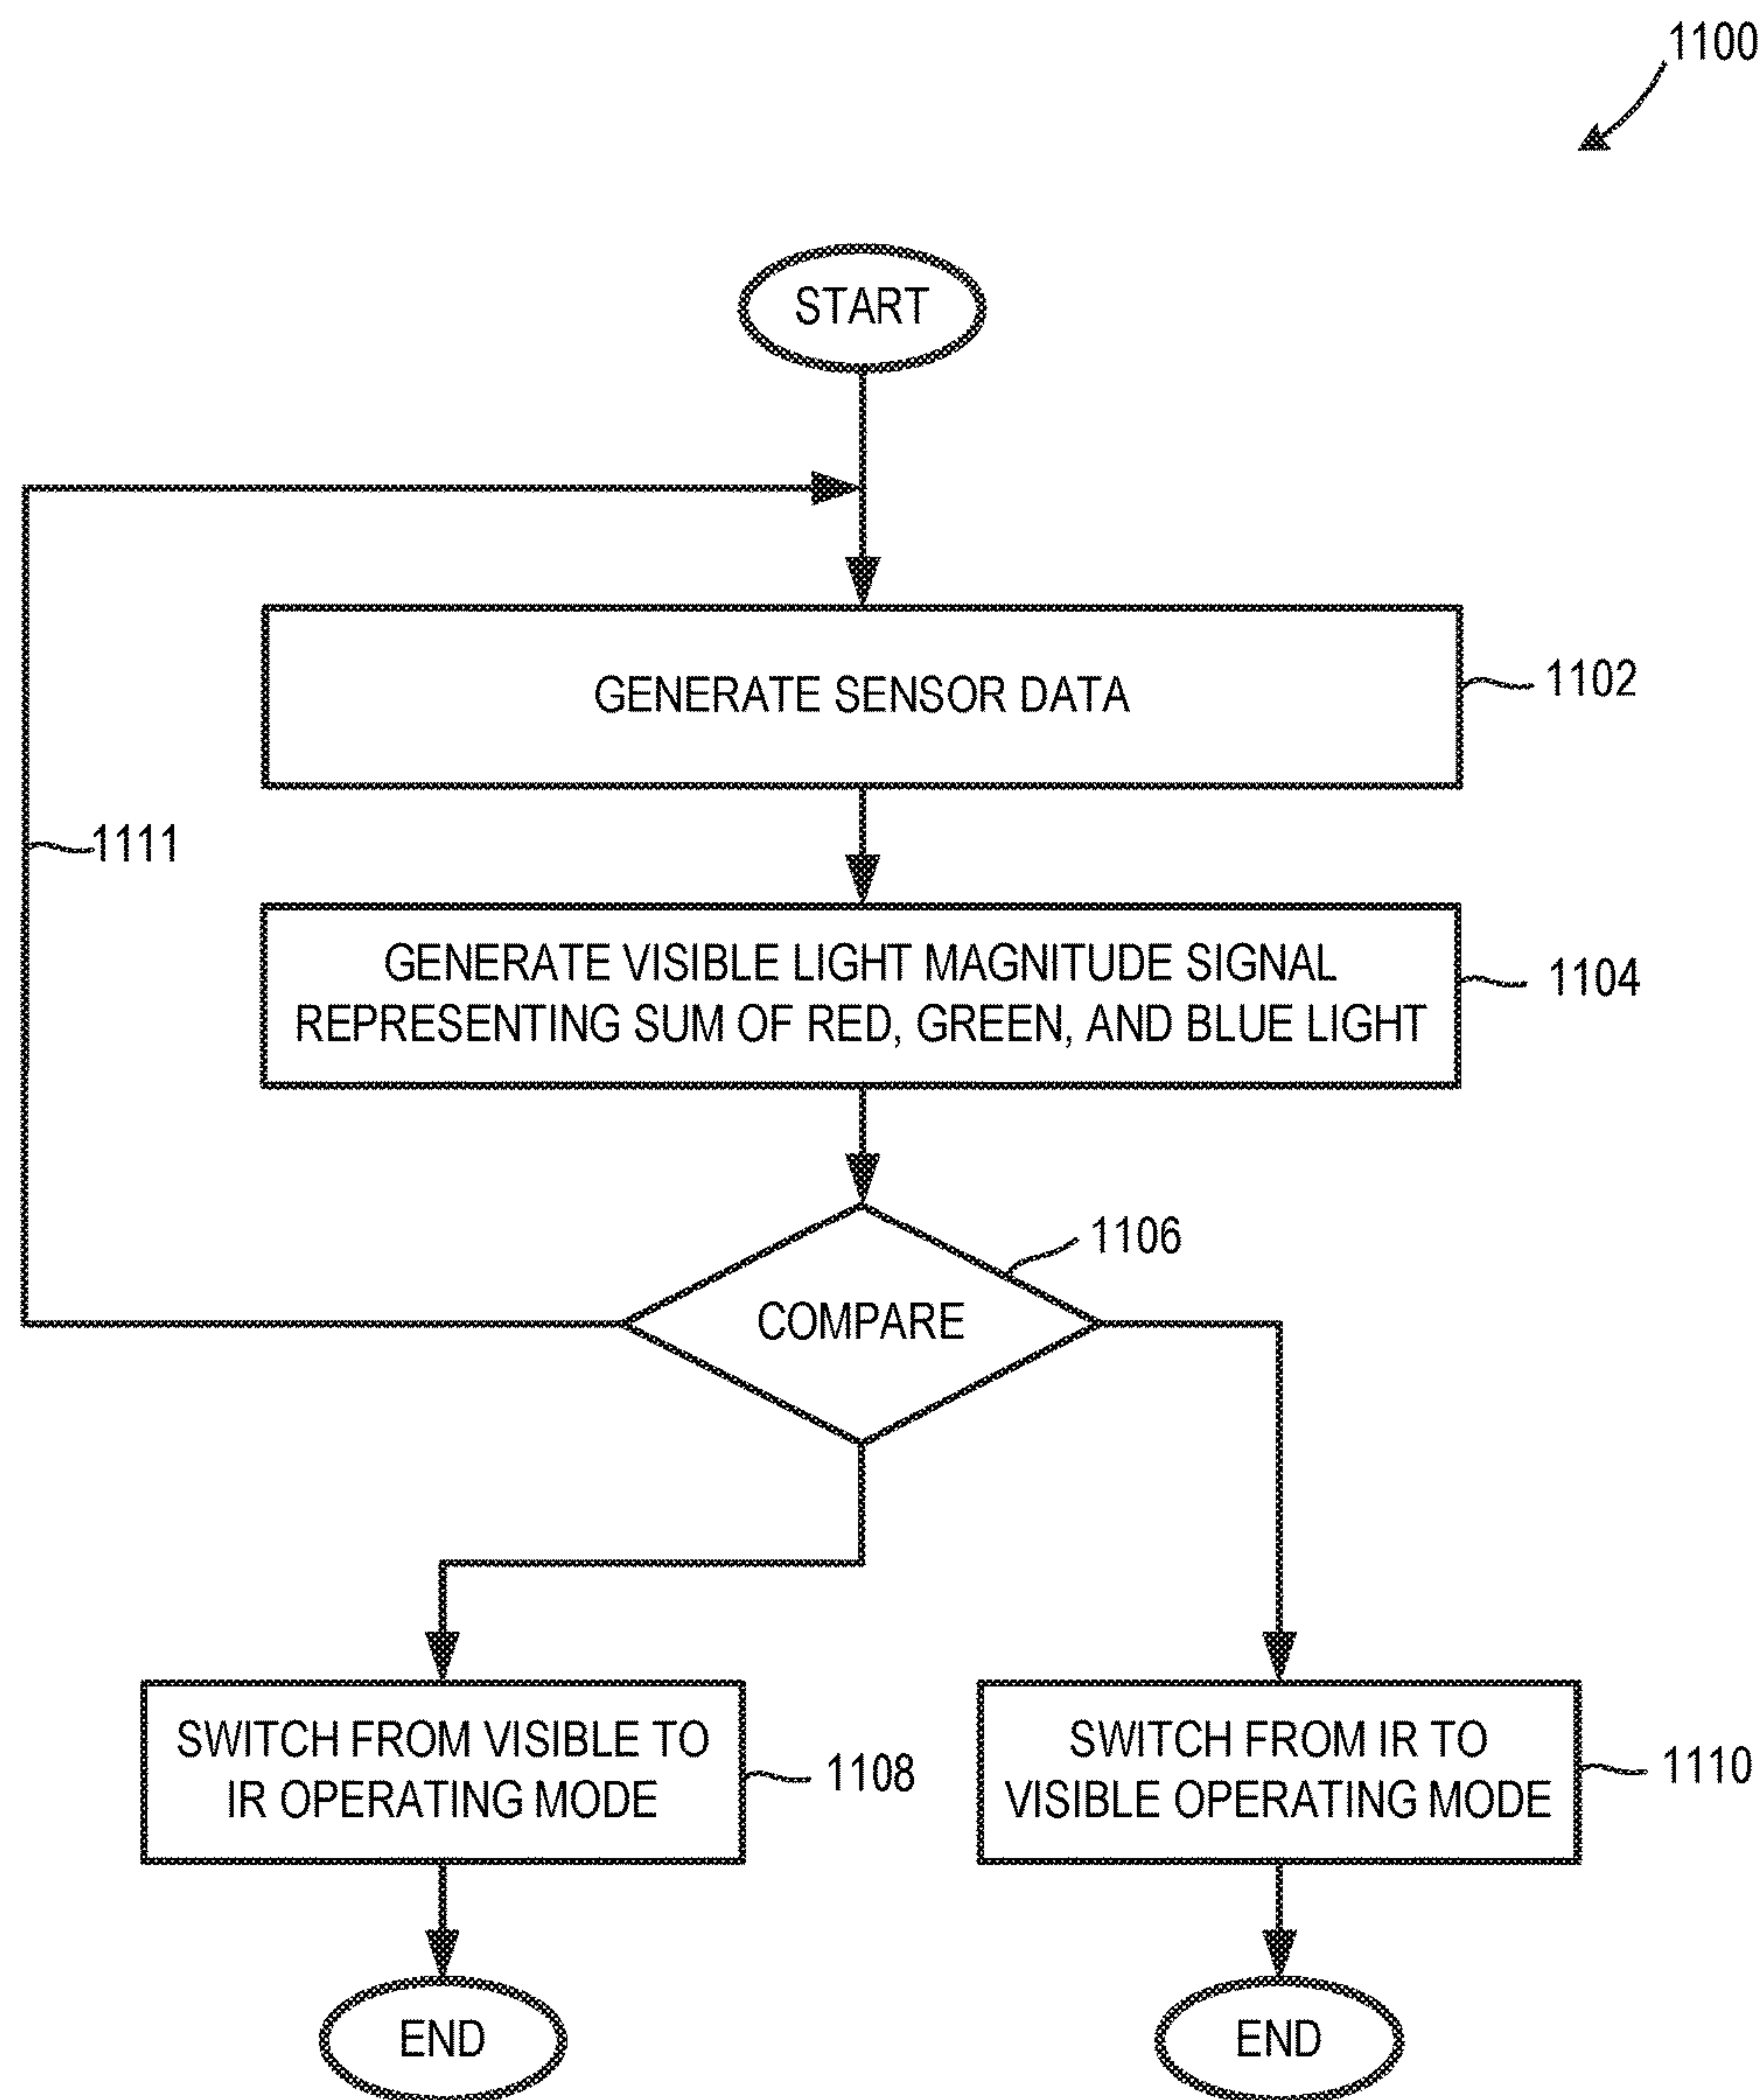 1100
START
GENERATE SENSOR DATA
1102
1111
GENERATE VISIBLE LIGHT MAGNITUDE SIGNAL
REPRESENTING SUM OF RED, GREEN, AND BLUE LIGHT
1104
1106
COMPARE
SWITCH FROM VISIBLE TO
IR OPERATING MODE
1108
SWITCH FROM IR TO
VISIBLE OPERATING MODE
1110
END
END